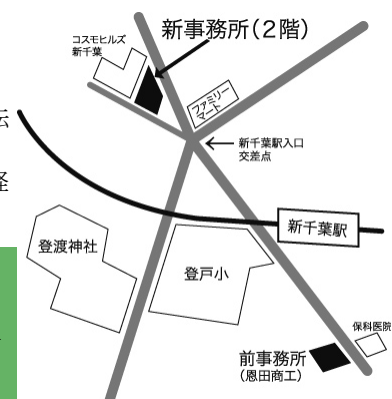 新事務所(2階)
コスモヒルズ
新千葉
ファミリー
マート
新千葉駅入口
交差点
伝
経
新千葉駅
登渡神社
登戸小
保科医院
前事務所
(恩田商工)